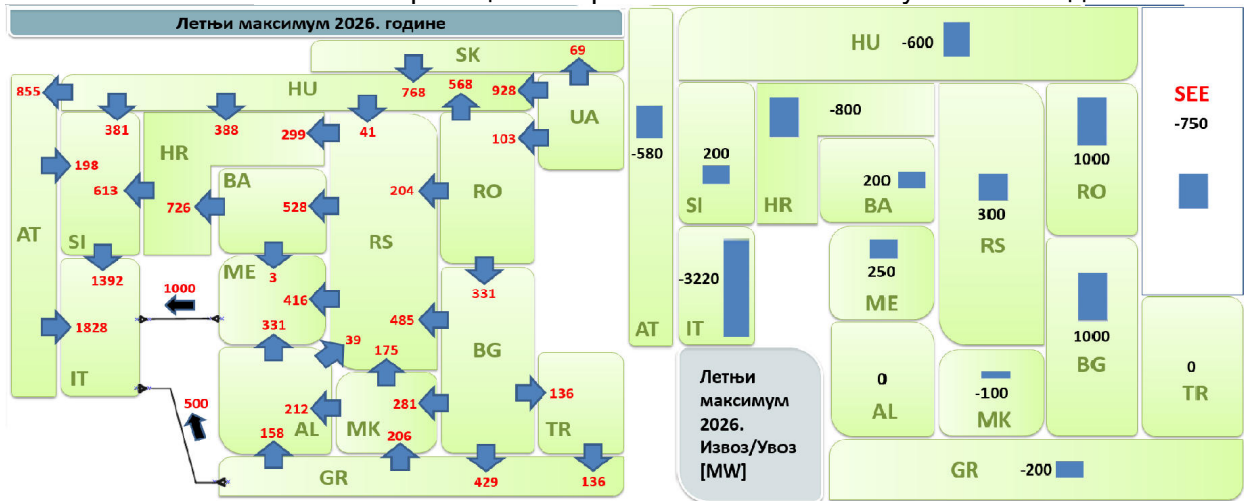 Летњи максимум 2026. године
SK
69
768
568
928
855
HU
UA
381
388
299
41
103
HR
198
BA
RO
613
204
726
528
AT
SI
RS
ME
1392
3
331
1000
416
1828
331
485
39
175
BG
IT
136
500
212
281
AL
MK
TR
158
206
GR
429
136
HU
-600
SEE
-750
-800
-580
200
1000
200
SI
HR
BA
RO
300
RS
-3220
250
ME
AT
IT
1000
BG
Летњи
максимум
2026.
Извоз/Увоз
[MW]
0
AL
-100
MK
0
TR
GR
-200